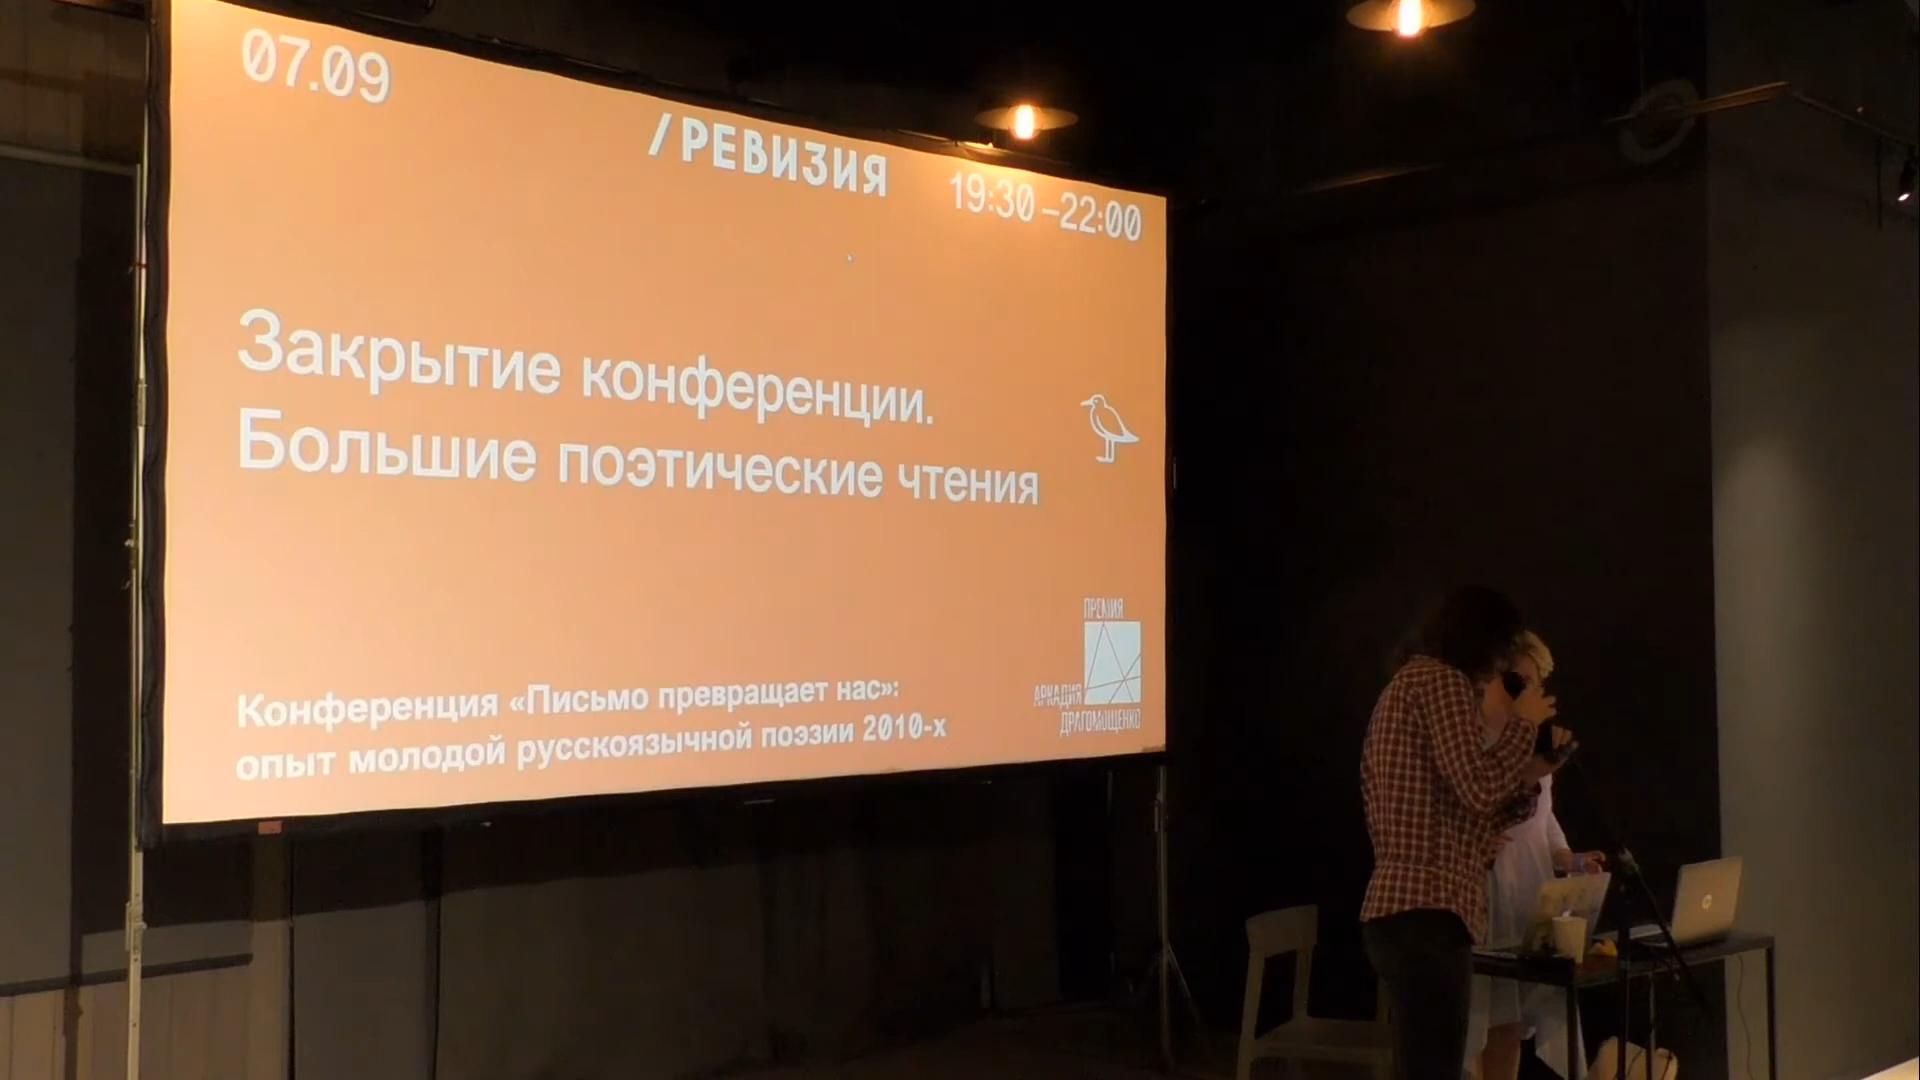 07.09
/РЕВИЗИЯ
19:30–22:00
Закрытие конференции.
Большие поэтические чтения
ПРЕМИЯ
АРКАДИЯ
ДРАГОМОЩЕНКО
Конференция «Письмо превращает нас»:
опыт молодой русскоязычной поэзии 2010-х
hp